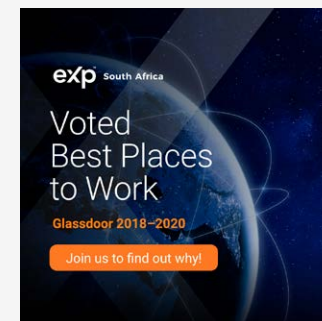 exp South Africa
Voted
Best Places
to Work
Glassdoor 2018–2020
Join us to find out why!